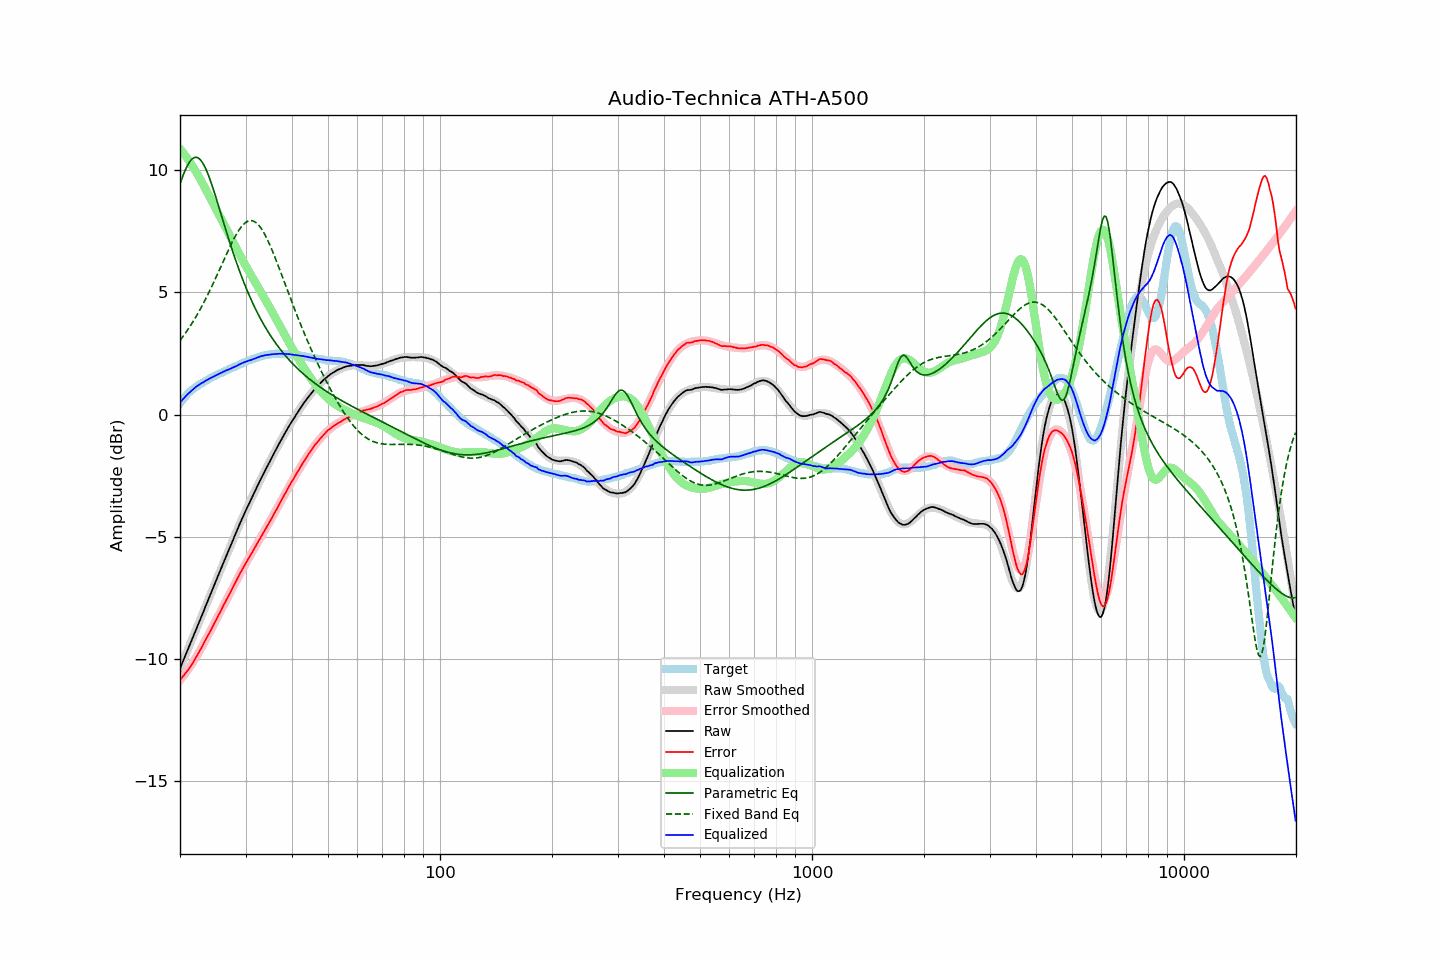 Audio-Technica ATH-A500
10
5
0
−5
−10
−15
Amplitude (dBr)
100
1000
10000
Frequency (Hz)
Target
Raw Smoothed
Error Smoothed
Raw
Error
Equalization
Parametric Eq
Fixed Band Eq
Equalized